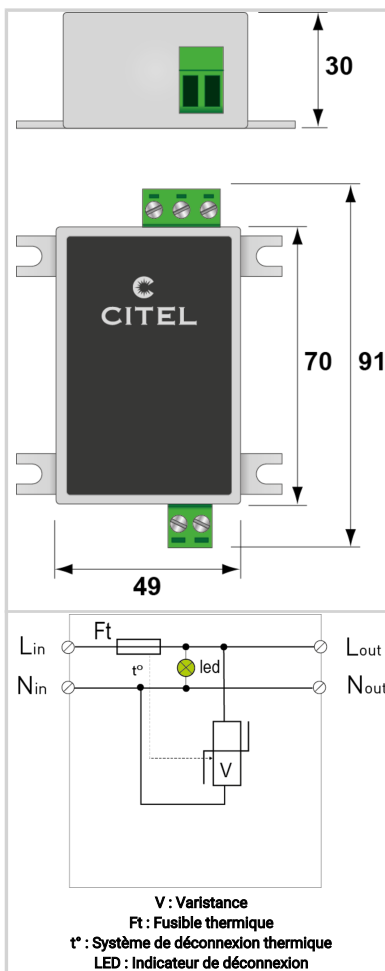 30
CITEL
70
91
49
Lin
Ft
led
Lout
t°
Nin
Nout
V
V : Varistance
Ft : Fusible thermique
t° : Système de déconnexion thermique
LED : Indicateur de déconnexion